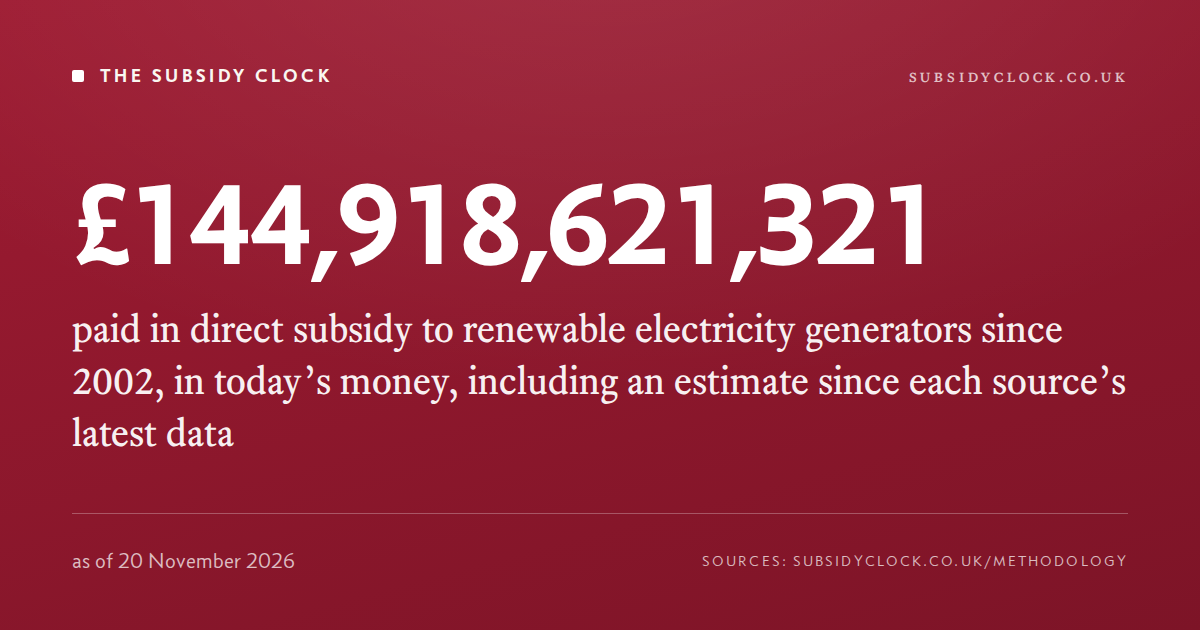 THE SUBSIDY CLOCK
SUBSIDYCLOCK.CO.UK
£144,918,621,321
paid in direct subsidy to renewable electricity generators since
2002, in today’s money, including an estimate since each source’s
latest data
as of 20 November 2026
SOURCES: SUBSIDYCLOCK.CO.UK/METHODOLOGY